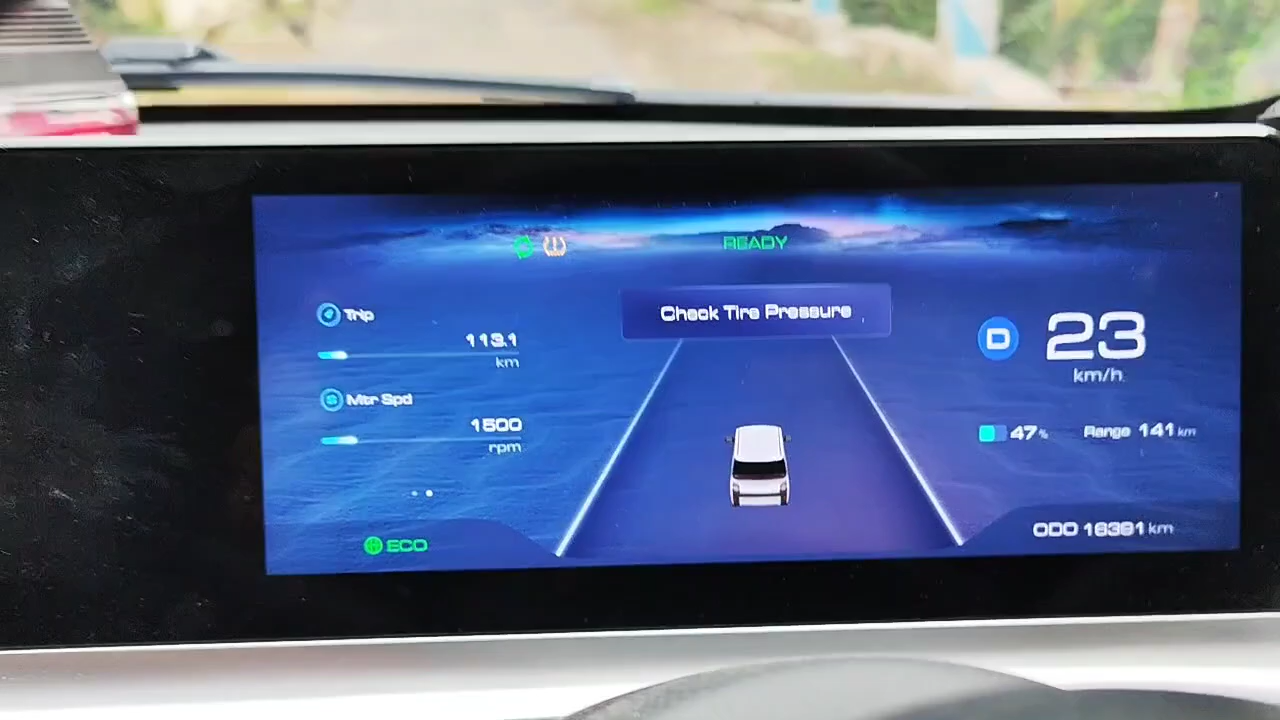 READY
Check Tire Pressure
Trip
113.1
km
Mtr Spd
1500
rpm
ECO
D
23
km/h
47%
Range 141 km
ODO 16391 km